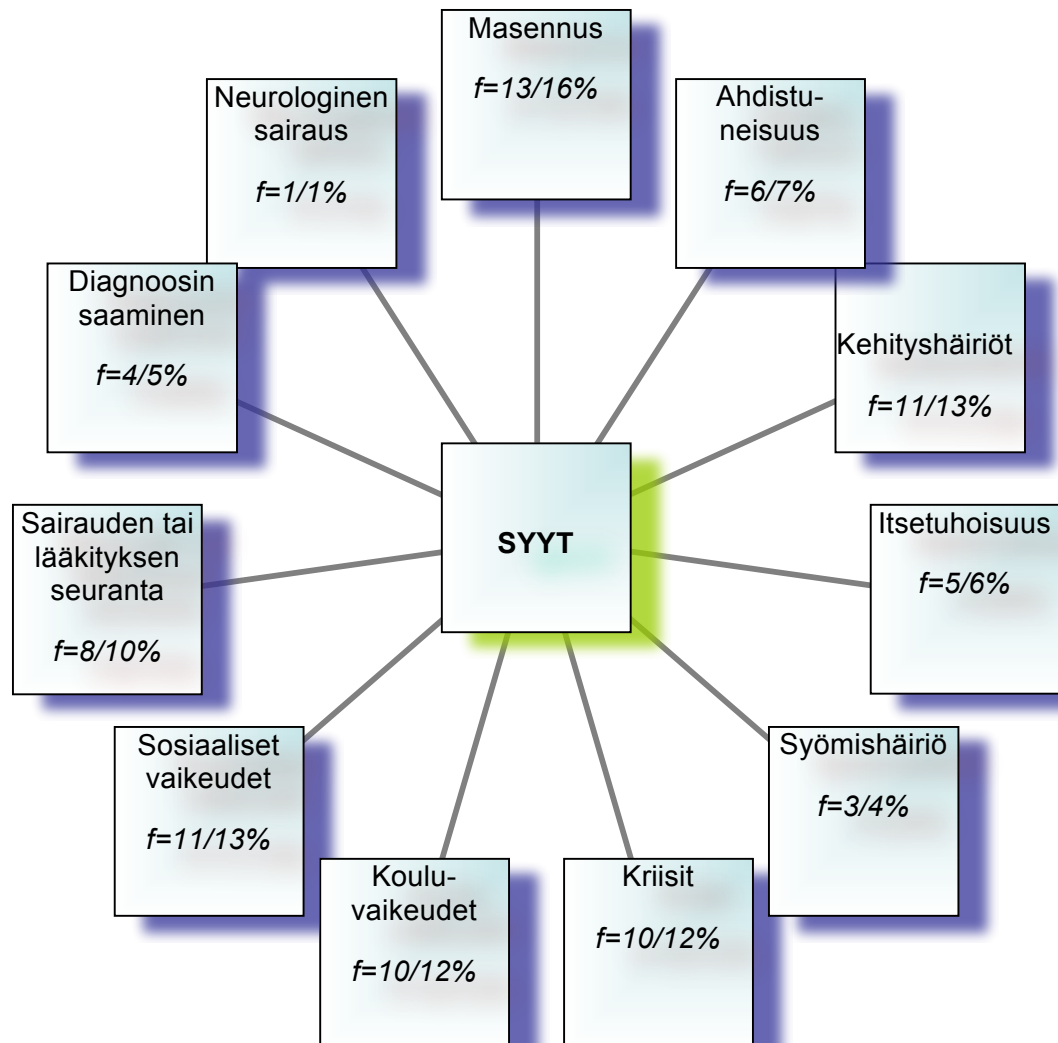 Masennus
f=13/16%
Ahdistu-
neisuus
f=6/7%
Kehityshäiriöt
f=11/13%
Itsetuhoisuus
f=5/6%
Syömishäiriö
f=3/4%
Kriisit
f=10/12%
Koulu-
vaikeudet
f=10/12%
Sosiaaliset
vaikeudet
f=11/13%
Sairauden tai
lääkityksen
seuranta
f=8/10%
Diagnoosin
saaminen
f=4/5%
Neurologinen
sairaus
f=1/1%
SYYT